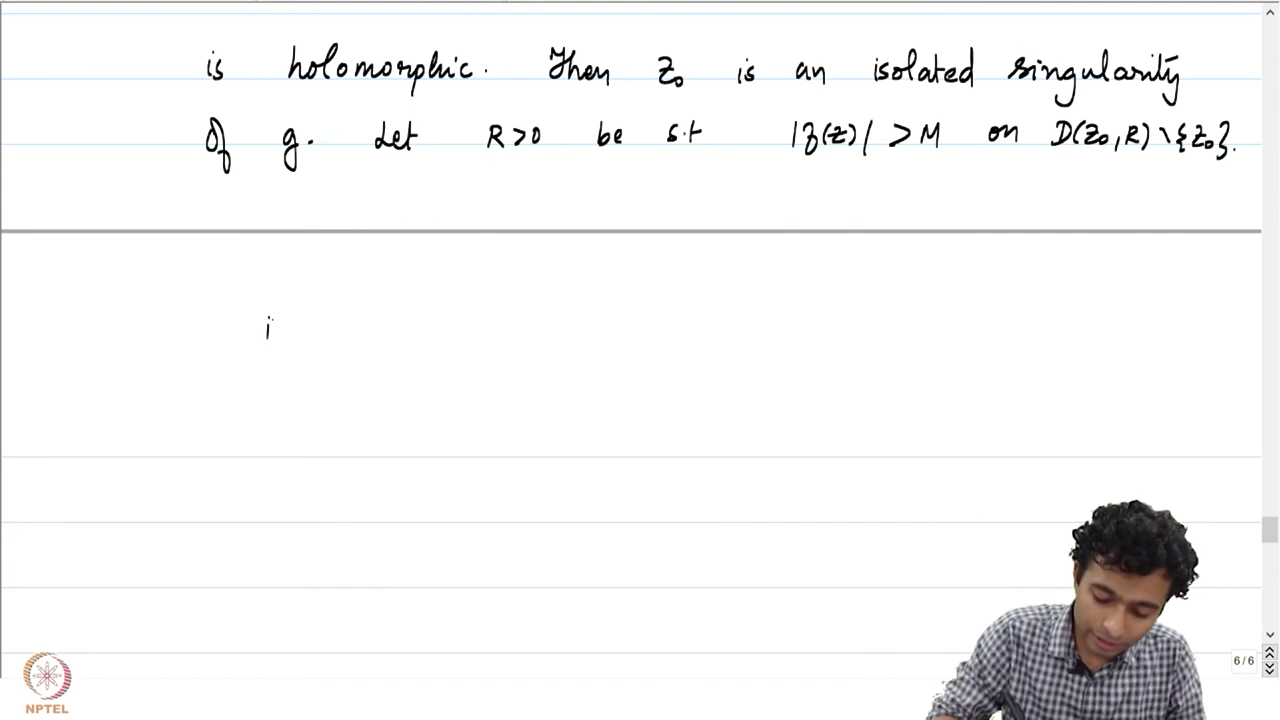 is holomorphic. Then z₀ is an isolated singularity
of g. Let R>0 be s.t |f(z)| > M on D(z₀, R) \ {z₀}.
i
6 / 6
NPTEL